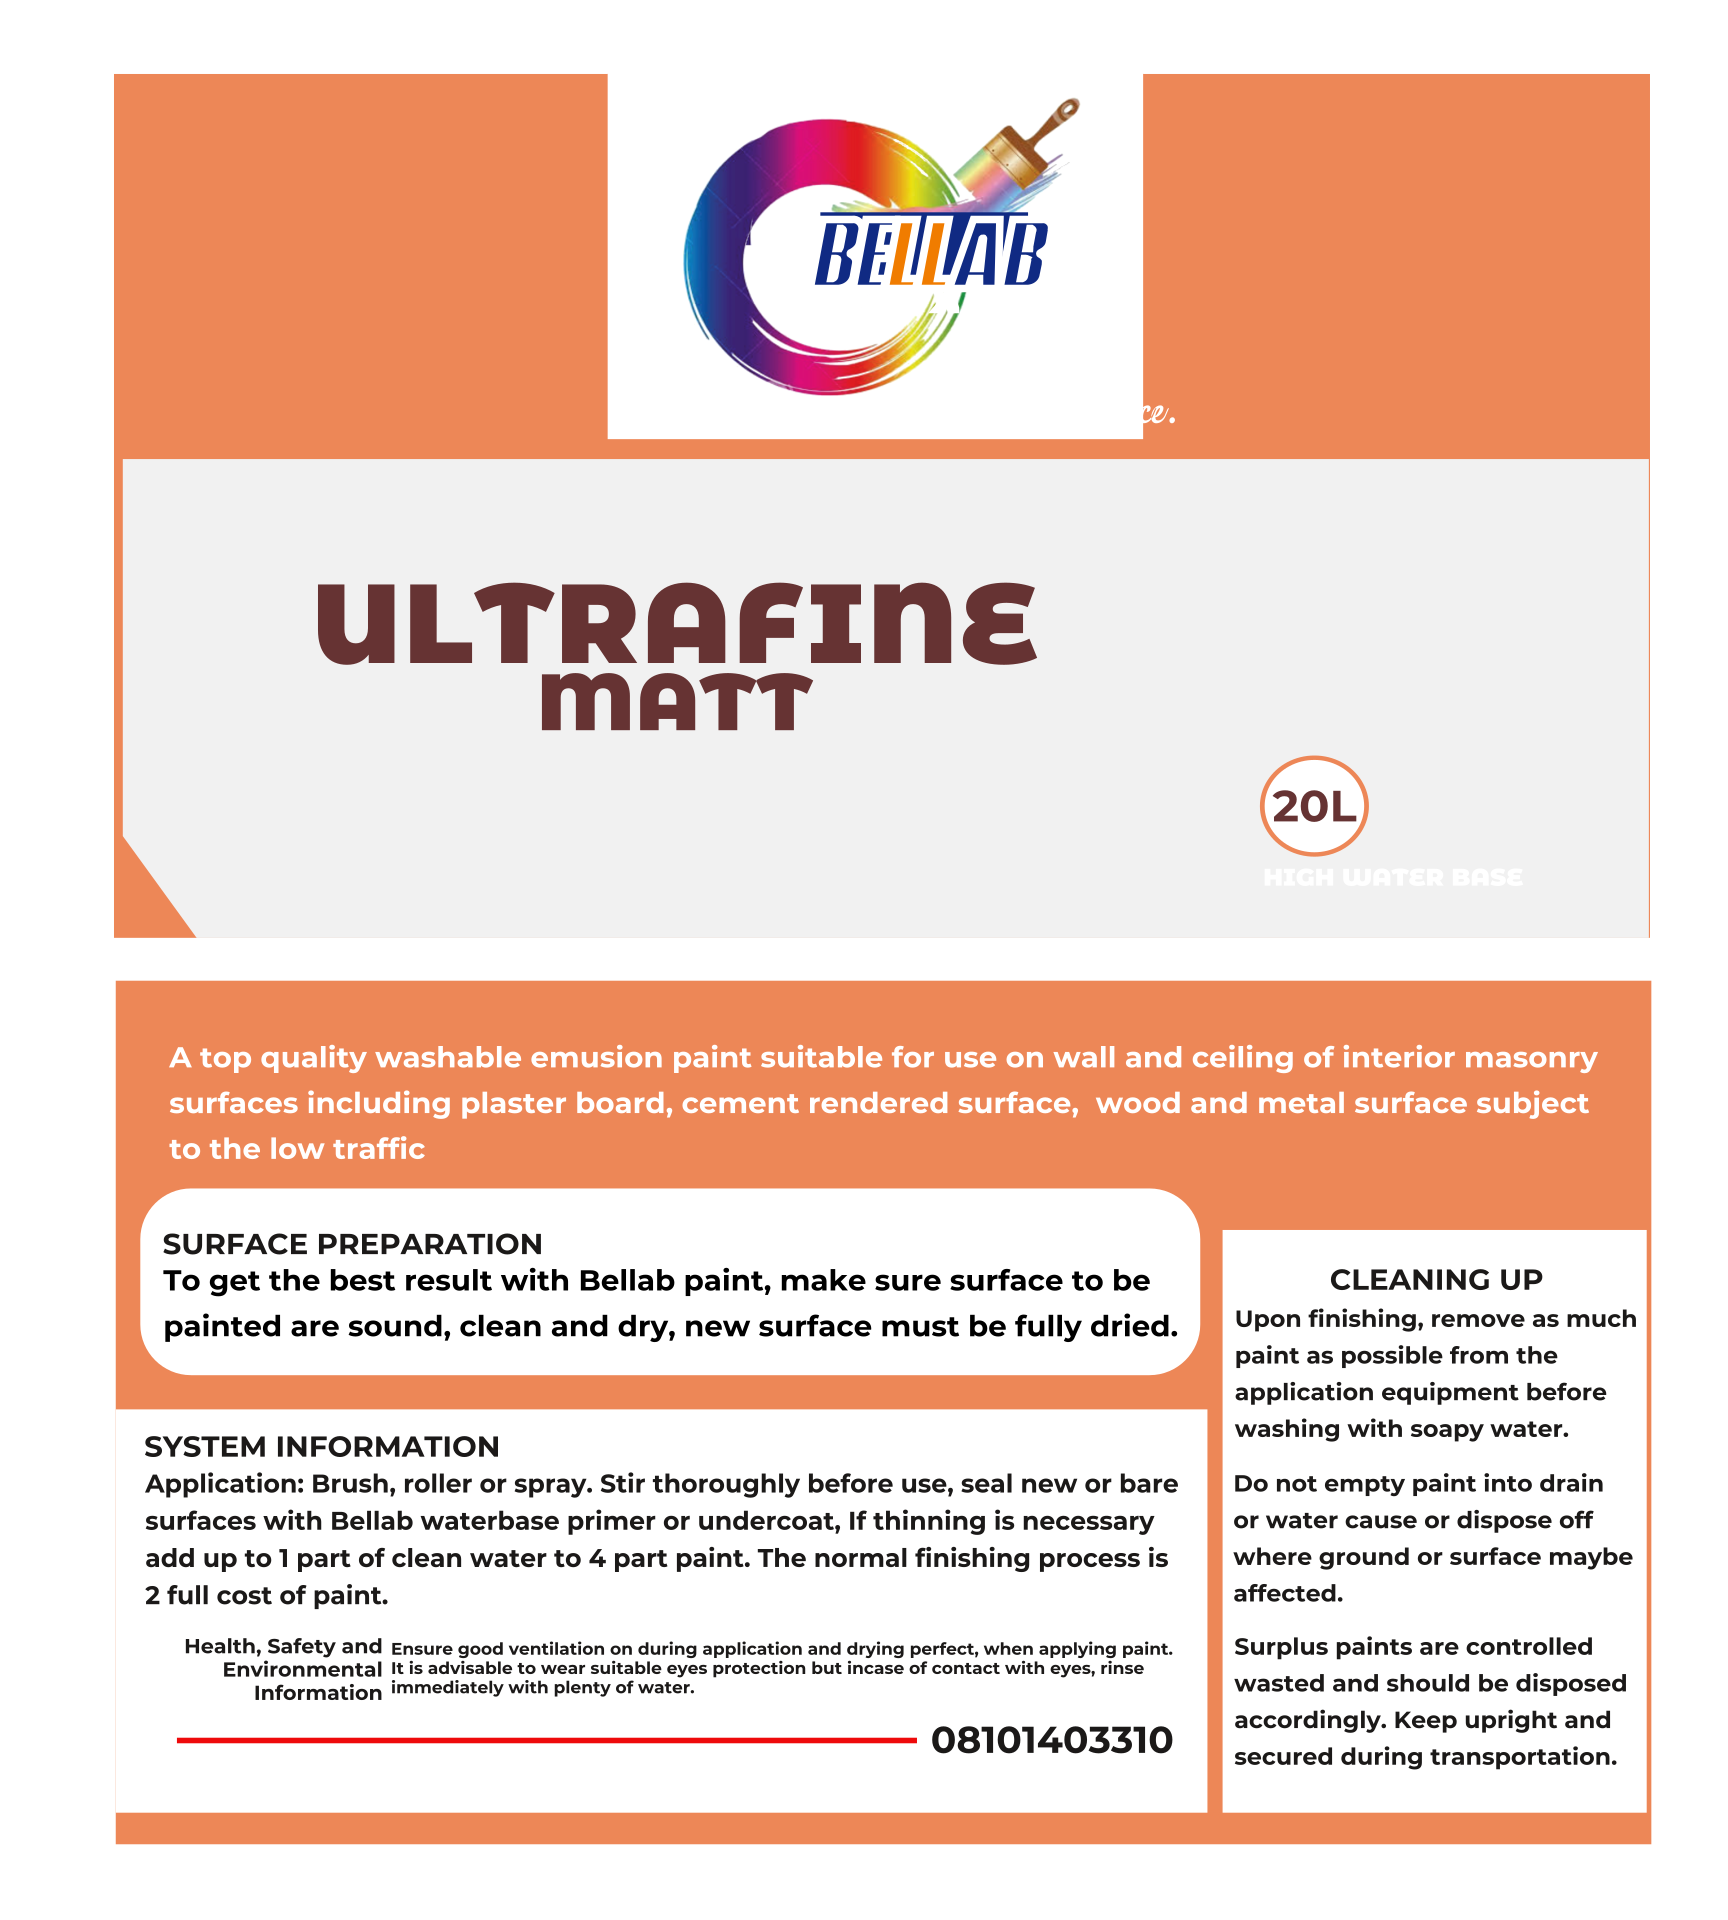 BELLAB
ce.
ULTRAFINE
MATT
20L
HIGH WATER BASE
A top quality washable emusion paint suitable for use on wall and ceiling of interior masonry
surfaces including plaster board, cement rendered surface, wood and metal surface subject
to the low traffic
SURFACE PREPARATION
To get the best result with Bellab paint, make sure surface to be
painted are sound, clean and dry, new surface must be fully dried.
SYSTEM INFORMATION
Application: Brush, roller or spray. Stir thoroughly before use, seal new or bare
surfaces with Bellab waterbase primer or undercoat, If thinning is necessary
add up to 1 part of clean water to 4 part paint. The normal finishing process is
2 full cost of paint.
Health, Safety and
Environmental
Information
Ensure good ventilation on during application and drying perfect, when applying paint.
It is advisable to wear suitable eyes protection but incase of contact with eyes, rinse
immediately with plenty of water.
08101403310
CLEANING UP
Upon finishing, remove as much
paint as possible from the
application equipment before
washing with soapy water.
Do not empty paint into drain
or water cause or dispose off
where ground or surface maybe
affected.
Surplus paints are controlled
wasted and should be disposed
accordingly. Keep upright and
secured during transportation.